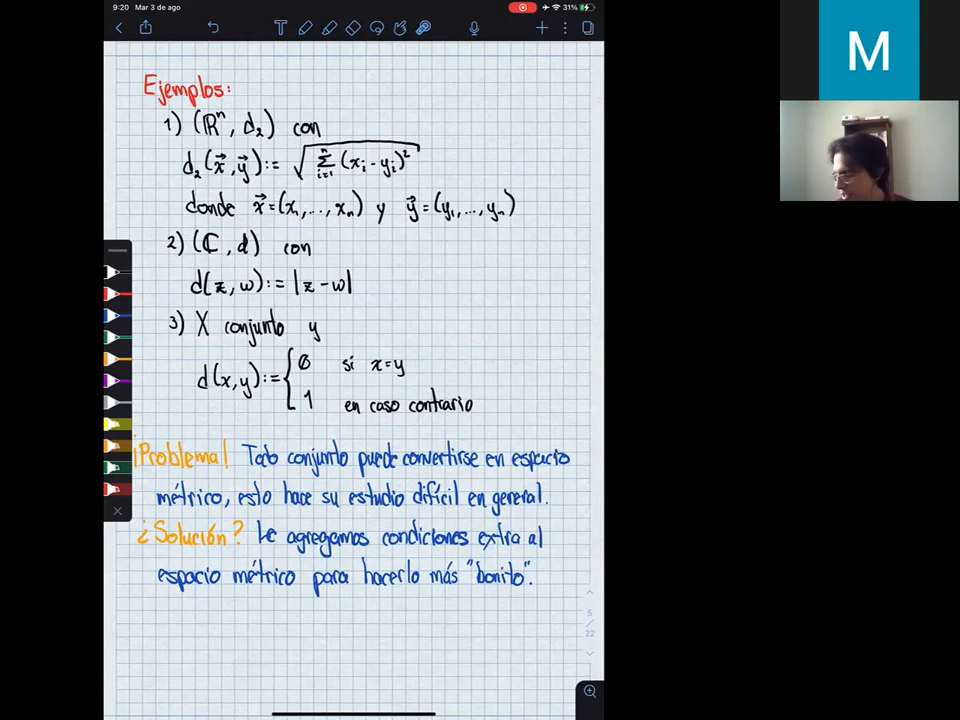 9:20 Mar 3 de ago
31%
Ejemplos:
1) (ℝⁿ, d₂) con
d₂(x⃗, y⃗) := √(Σᵢ₌₁ⁿ (xᵢ - yᵢ)²)
donde x⃗ = (x₁, ..., xₙ) y y⃗ = (y₁, ..., yₙ)
2) (ℂ, d) con
d(z, w) := |z - w|
3) X conjunto y
d(x, y) := { 0 si x = y
1 en caso contrario
¡Problema! Todo conjunto puede convertirse en espacio
métrico, esto hace su estudio difícil en general.
¿Solución? Le agregamos condiciones extra al
espacio métrico para hacerlo más "bonito".
5
/
22
M